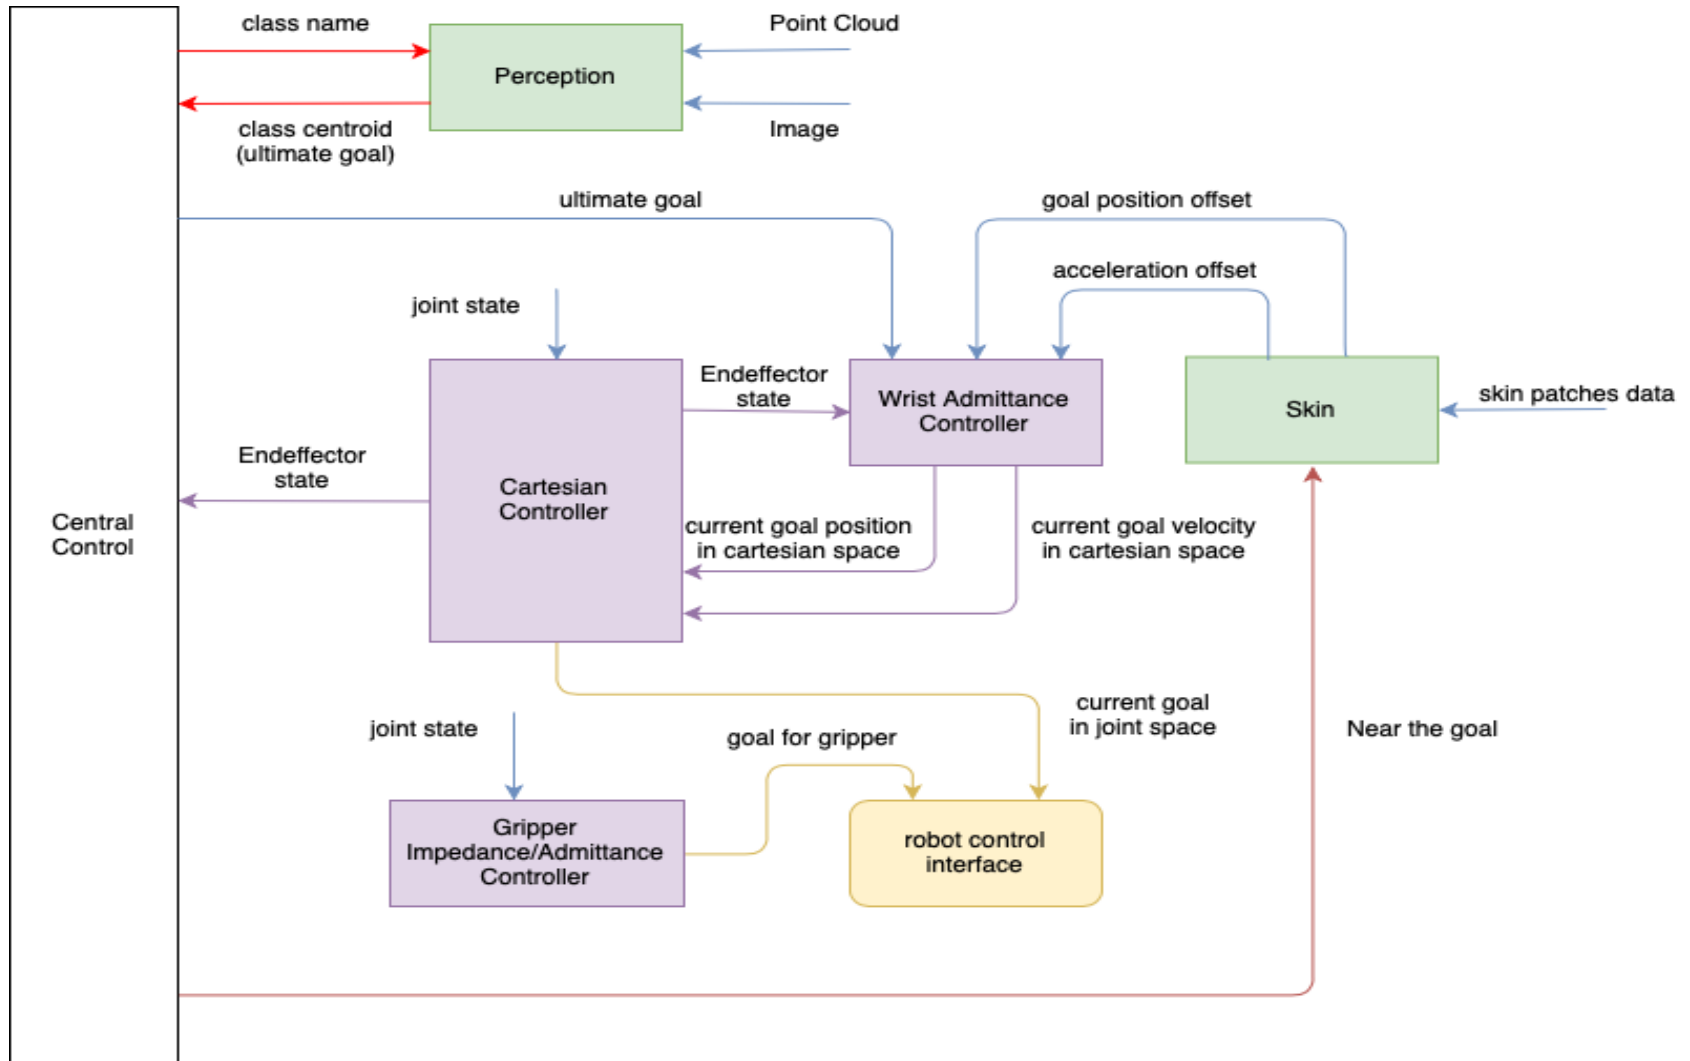 class name
Point Cloud
Perception
class centroid
(ultimate goal)
Image
ultimate goal
goal position offset
acceleration offset
joint state
Endeffector
state
Wrist Admittance
Controller
Skin
skin patches data
Endeffector
state
Cartesian
Controller
Central
Control
current goal position
in cartesian space
current goal velocity
in cartesian space
current goal
in joint space
joint state
goal for gripper
Near the goal
Gripper
Impedance/Admittance
Controller
robot control
interface